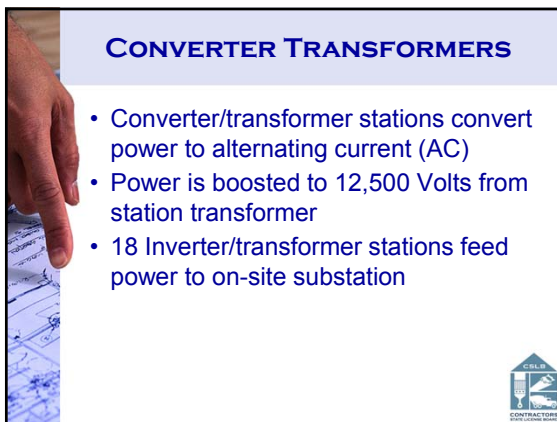 CONVERTER TRANSFORMERS
• Converter/transformer stations convert
power to alternating current (AC)
• Power is boosted to 12,500 Volts from
station transformer
• 18 Inverter/transformer stations feed
power to on-site substation
CSLB
CONTRACTORS
STATE LICENSE BOARD